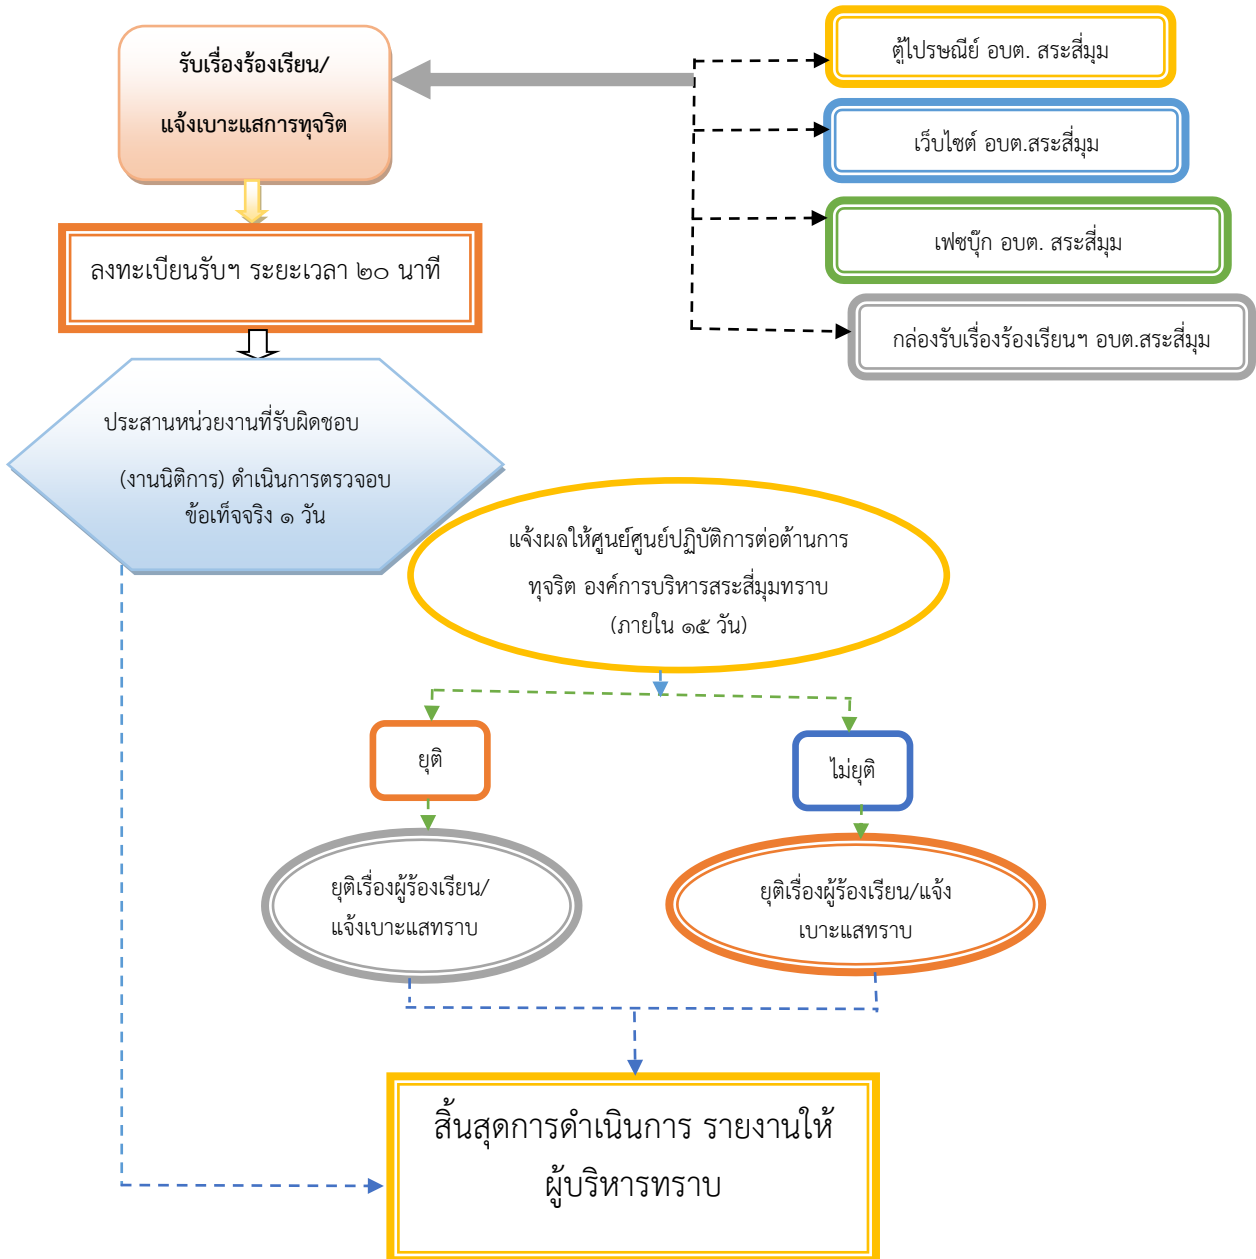 รับเรื่องร้องเรียน/
แจ้งเบาะแสการทุจริต
ตู้ไปรษณีย์ อบต. สระสี่มุม
เว็บไซต์ อบต.สระสี่มุม
เฟซบุ๊ก อบต. สระสี่มุม
กล่องรับเรื่องร้องเรียนฯ อบต.สระสี่มุม
ลงทะเบียนรับฯ ระยะเวลา ๒๐ นาที
ประสานหน่วยงานที่รับผิดชอบ
(งานนิติการ) ดำเนินการตรวจอบ
ข้อเท็จจริง ๑ วัน
แจ้งผลให้ศูนย์ศูนย์ปฏิบัติการต่อต้านการ
ทุจริต องค์การบริหารสระสี่มุมทราบ
(ภายใน ๑๕ วัน)
ยุติ
ไม่ยุติ
ยุติเรื่องผู้ร้องเรียน/
แจ้งเบาะแสทราบ
ยุติเรื่องผู้ร้องเรียน/แจ้ง
เบาะแสทราบ
สิ้นสุดการดำเนินการ รายงานให้
ผู้บริหารทราบ